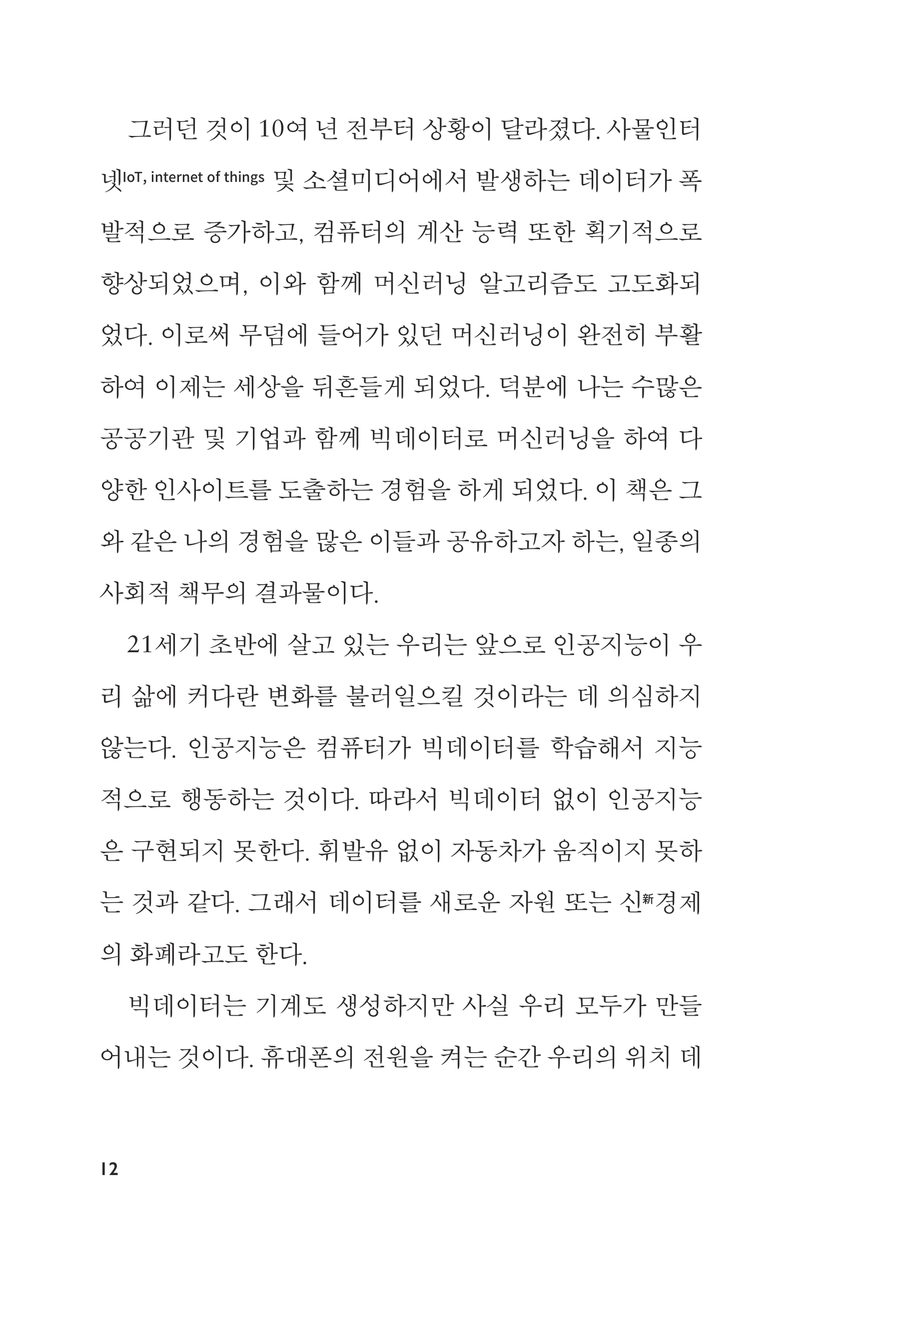 그러던 것이 10여 년 전부터 상황이 달라졌다. 사물인터
넷IoT, internet of things 및 소셜미디어에서 발생하는 데이터가 폭
발적으로 증가하고, 컴퓨터의 계산 능력 또한 획기적으로
향상되었으며, 이와 함께 머신러닝 알고리즘도 고도화되
었다. 이로써 무덤에 들어가 있던 머신러닝이 완전히 부활
하여 이제는 세상을 뒤흔들게 되었다. 덕분에 나는 수많은
공공기관 및 기업과 함께 빅데이터로 머신러닝을 하여 다
양한 인사이트를 도출하는 경험을 하게 되었다. 이 책은 그
와 같은 나의 경험을 많은 이들과 공유하고자 하는, 일종의
사회적 책무의 결과물이다.
21세기 초반에 살고 있는 우리는 앞으로 인공지능이 우
리 삶에 커다란 변화를 불러일으킬 것이라는 데 의심하지
않는다. 인공지능은 컴퓨터가 빅데이터를 학습해서 지능
적으로 행동하는 것이다. 따라서 빅데이터 없이 인공지능
은 구현되지 못한다. 휘발유 없이 자동차가 움직이지 못하
는 것과 같다. 그래서 데이터를 새로운 자원 또는 신新경제
의 화폐라고도 한다.
빅데이터는 기계도 생성하지만 사실 우리 모두가 만들
어내는 것이다. 휴대폰의 전원을 켜는 순간 우리의 위치 데
12